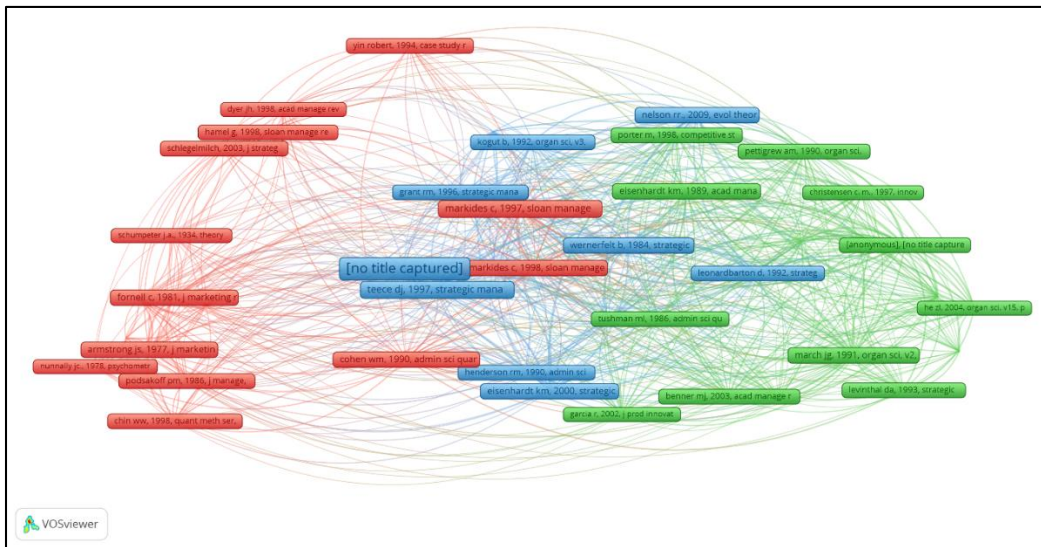 yin robert, 1994, case study r
dyer jh, 1998, acad manage rev
hamel g, 1998, sloan manage re
schlegelmilch, 2003, j strateg
nelson rr., 2009, evol theor
porter m, 1996, competitive st
kogut b, 1992, organ sci, v3,
pettigrew am, 1990, organ sci,
grant rm, 1996, strategic mana
eisenhardt km, 1989, acad mana
christensen c. m., 1997, innov
markides c, 1997, sloan manage
schumpeter j.a., 1934, theory
wernerfelt b, 1984, strategic
[anonymous], [no title capture
[no title captured]
markides c, 1998, sloan manage
leonardbarton d, 1992, strateg
teece dj, 1997, strategic mana
fornell c, 1981, j marketing r
he zl, 2004, organ sci, v15, p
tushman ml, 1986, admin sci qu
armstrong js, 1977, j marketin
cohen wm, 1990, admin sci quar
march jg, 1991, organ sci, v2,
nunnally jc, 1978, psychometr
henderson rm, 1990, admin sci
podsakoff pm, 1986, j manage,
eisenhardt km, 2000, strategic
levinthal da, 1993, strategic
benner mj, 2003, acad manage r
garcia r, 2002, j prod innovat
chin ww, 1998, quant meth ser,
VOSviewer